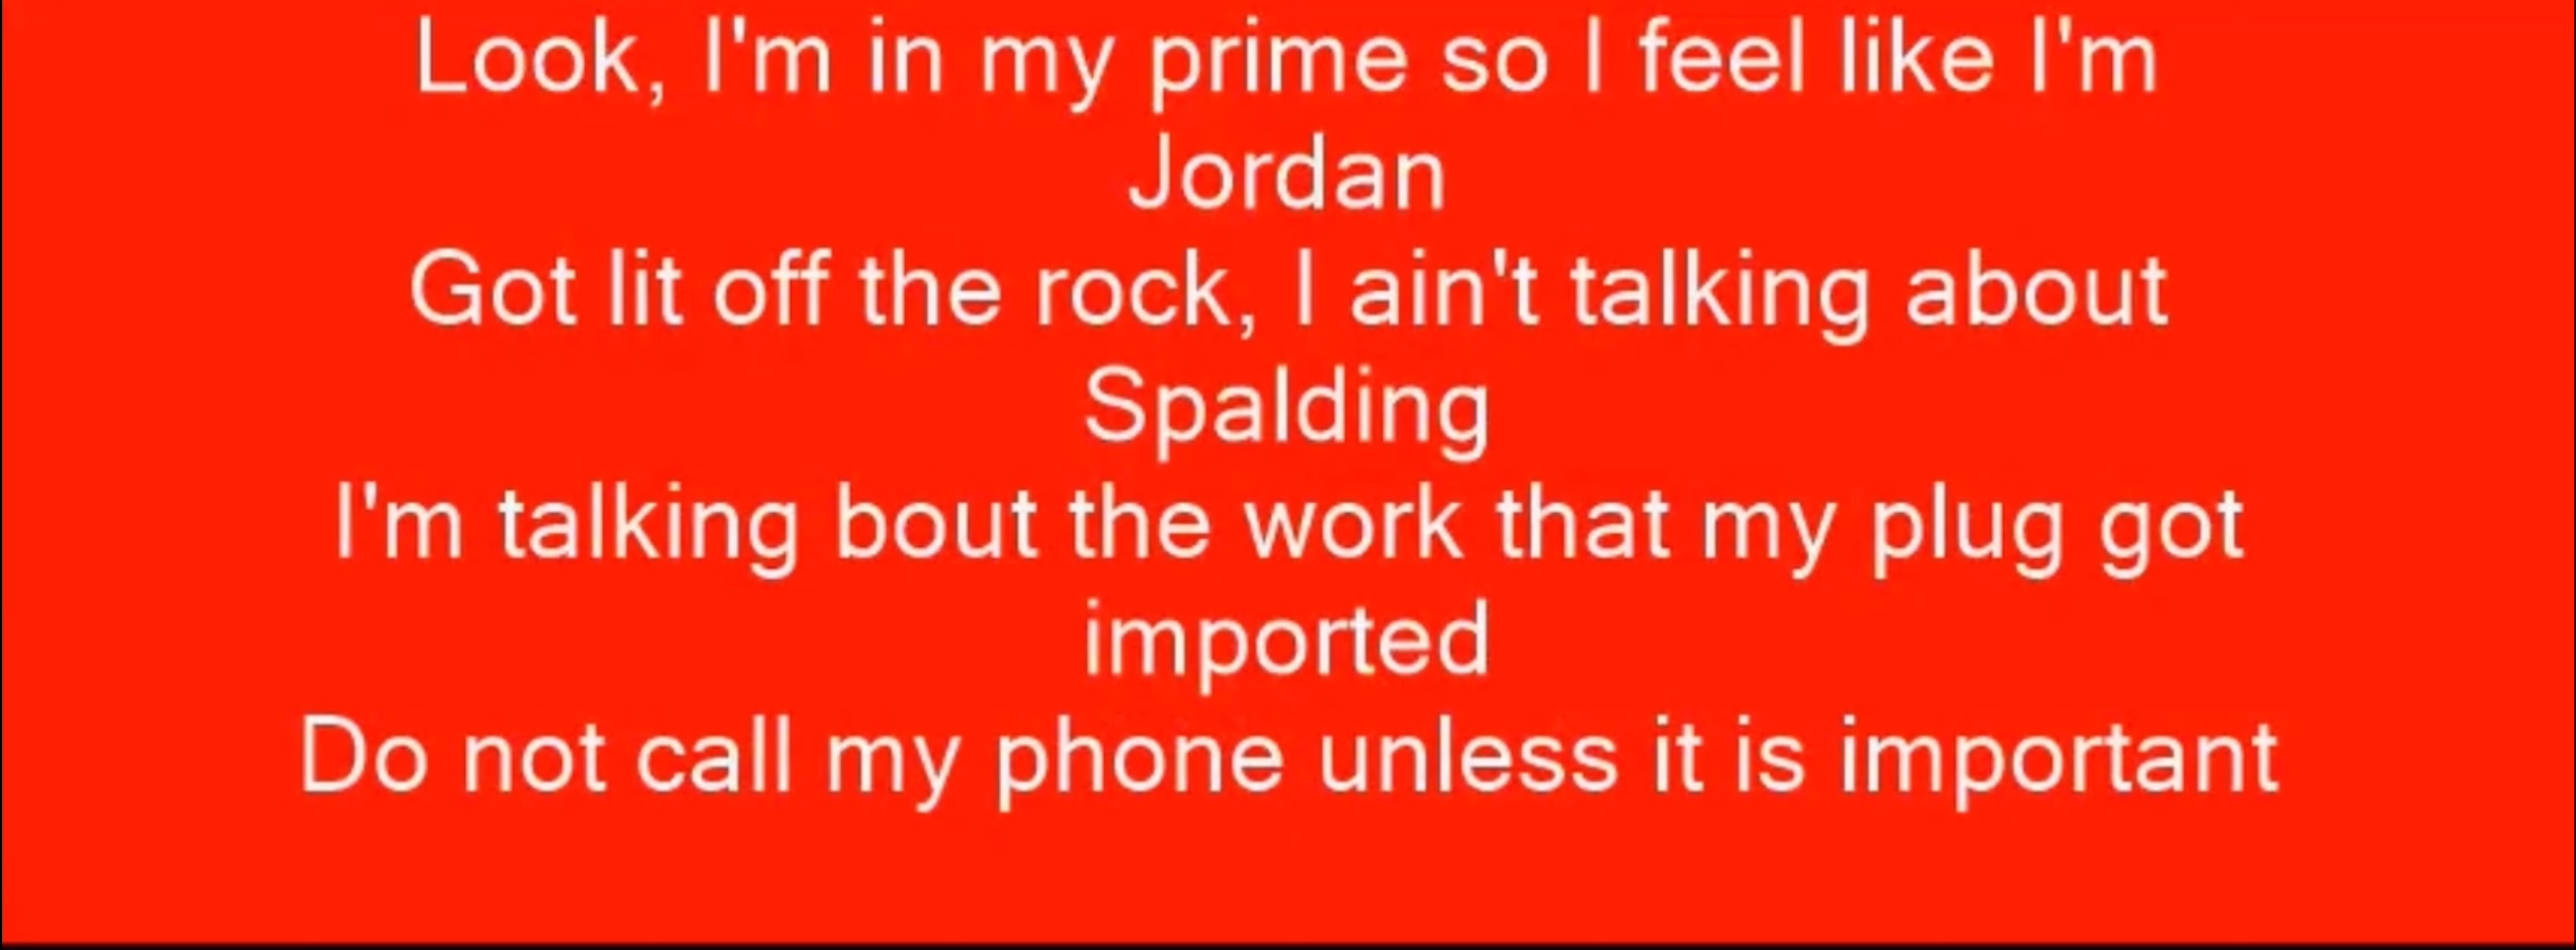 Look, I'm in my prime so I feel like I'm
Jordan
Got lit off the rock, I ain't talking about
Spalding
I'm talking bout the work that my plug got
imported
Do not call my phone unless it is important